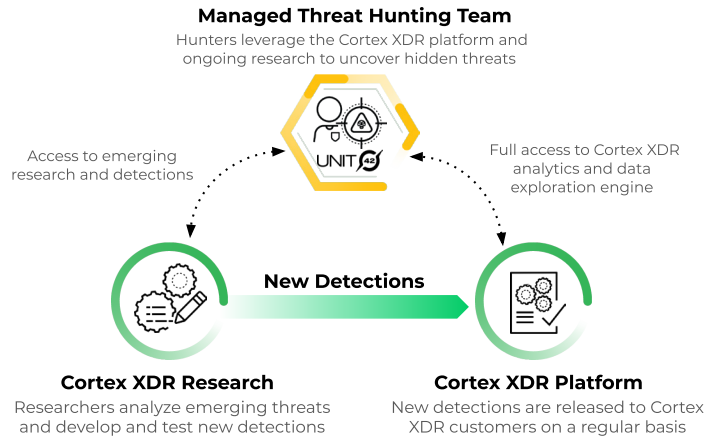 Managed Threat Hunting Team
Hunters leverage the Cortex XDR platform and
ongoing research to uncover hidden threats
UNIT 42
Access to emerging
research and detections
Full access to Cortex XDR
analytics and data
exploration engine
New Detections
Cortex XDR Research
Researchers analyze emerging threats
and develop and test new detections
Cortex XDR Platform
New detections are released to Cortex
XDR customers on a regular basis